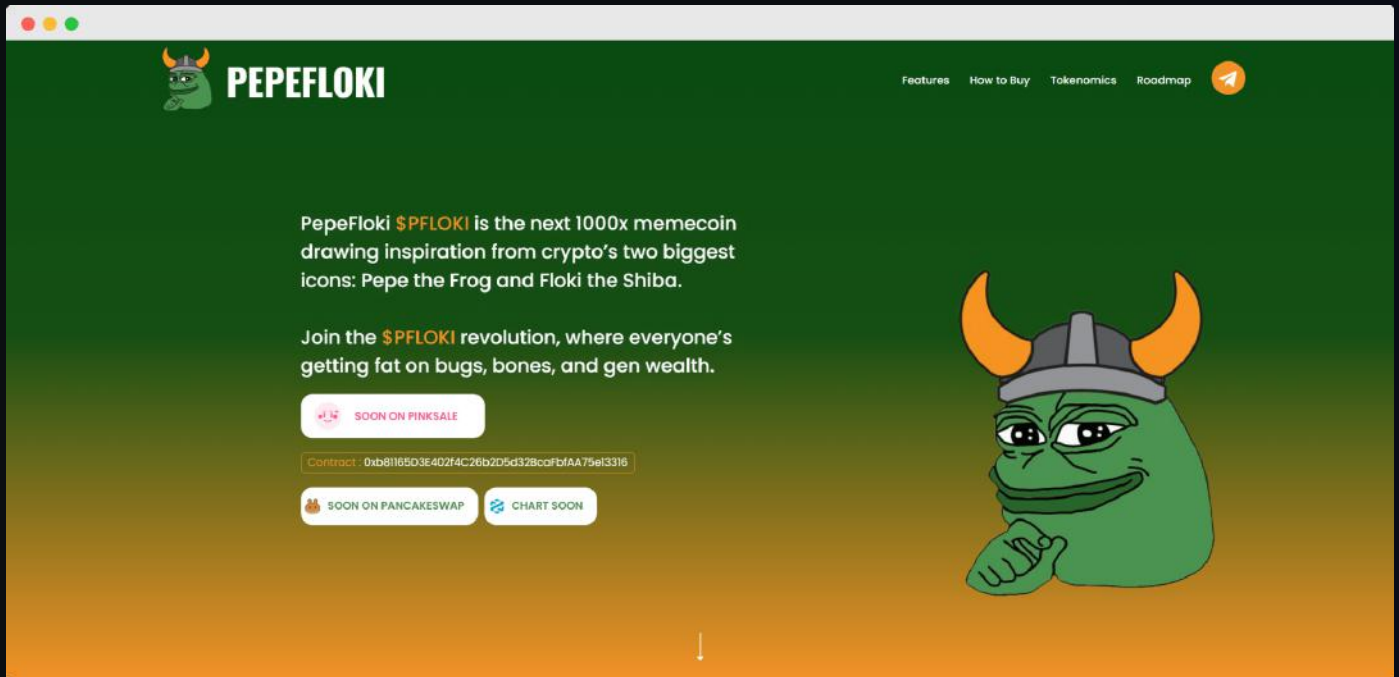 PEPEFLOKI
Features How to Buy Tokenomics Roadmap
PepeFloki $PFLOKI is the next 1000x memecoin
drawing inspiration from crypto’s two biggest
icons: Pepe the Frog and Floki the Shiba.
Join the $PFLOKI revolution, where everyone’s
getting fat on bugs, bones, and gen wealth.
SOON ON PINKSALE
Contract : 0xb81165D3E402f4C26b2D5d32BcaFbfAA75e13316
SOON ON PANCAKESWAP CHART SOON